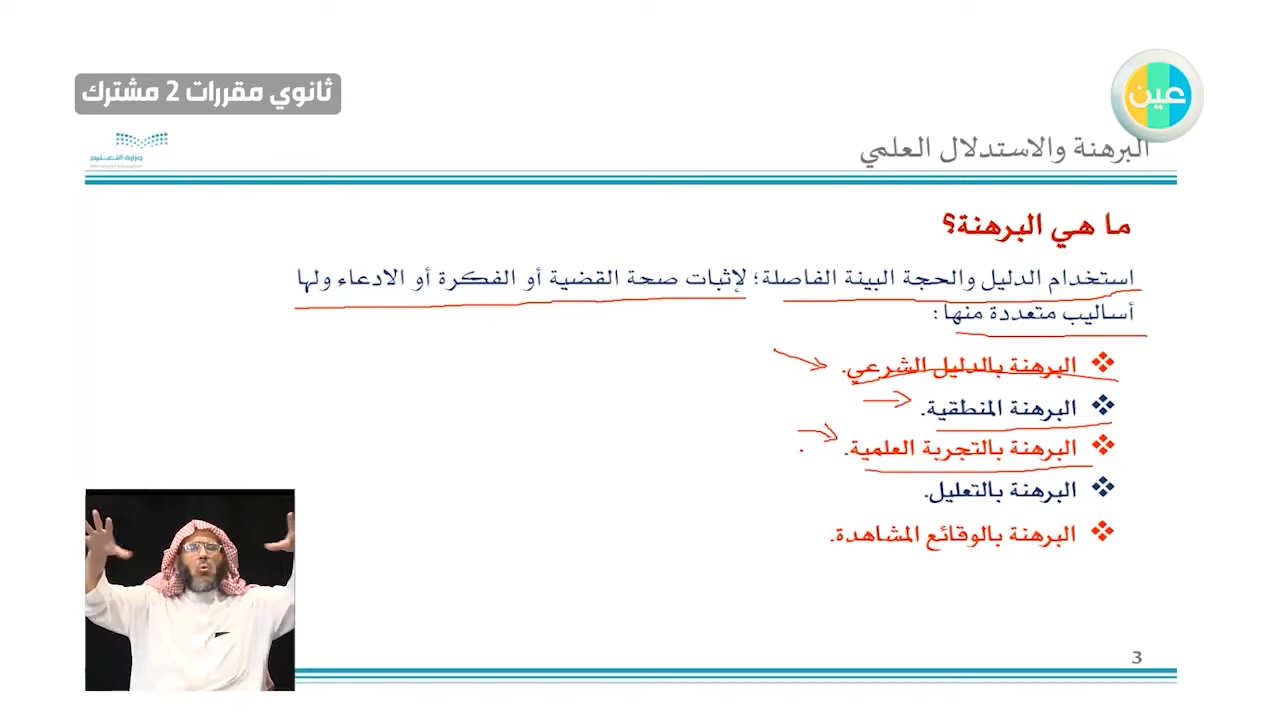 ثانوي مقررات 2 مشترك
عين
وزارة التعليم
البرهنة والاستدلال العلمي
ما هي البرهنة؟
استخدام الدليل والحجة البينة الفاصلة؛ لإثبات صحة القضية أو الفكرة أو الادعاء ولها
أساليب متعددة منها:
البرهنة بالدليل الشرعي.
البرهنة المنطقية.
البرهنة بالتجربة العلمية.
البرهنة بالتعليل.
البرهنة بالوقائع المشاهدة.
3